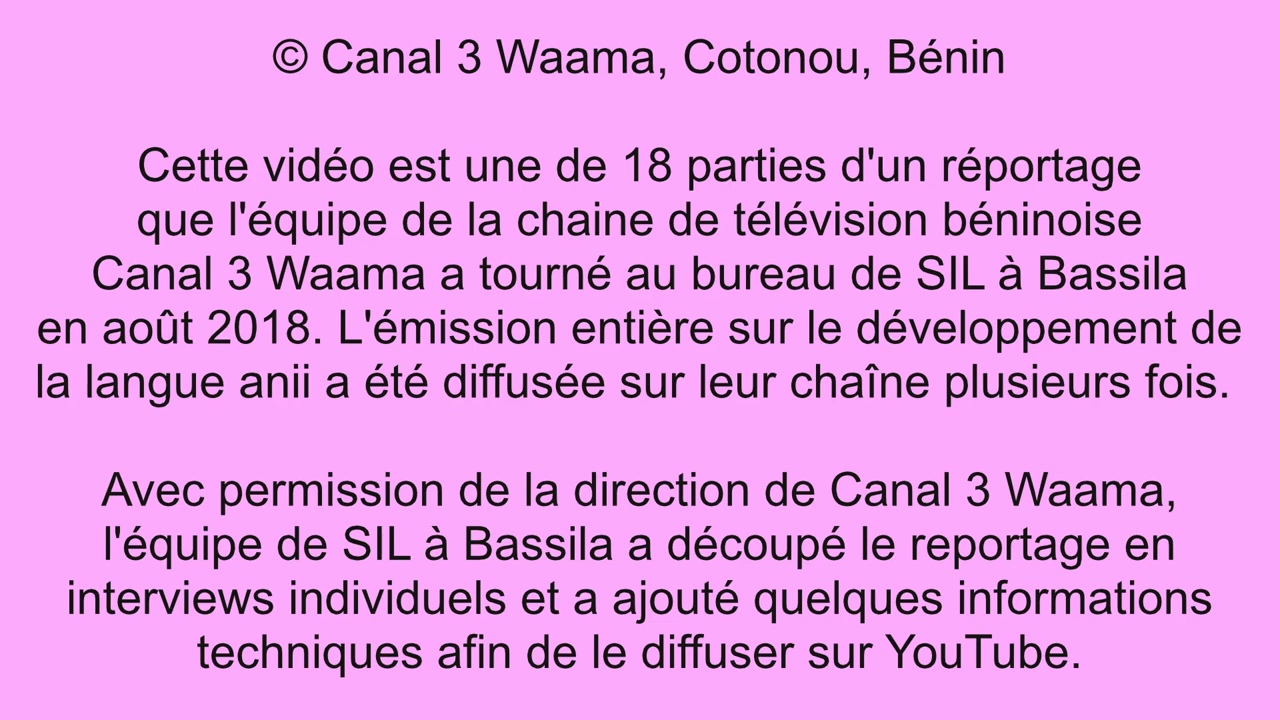 © Canal 3 Waama, Cotonou, Bénin
Cette vidéo est une de 18 parties d'un réportage
que l'équipe de la chaine de télévision béninoise
Canal 3 Waama a tourné au bureau de SIL à Bassila
en août 2018. L'émission entière sur le développement de
la langue anii a été diffusée sur leur chaîne plusieurs fois.
Avec permission de la direction de Canal 3 Waama,
l'équipe de SIL à Bassila a découpé le reportage en
interviews individuels et a ajouté quelques informations
techniques afin de le diffuser sur YouTube.